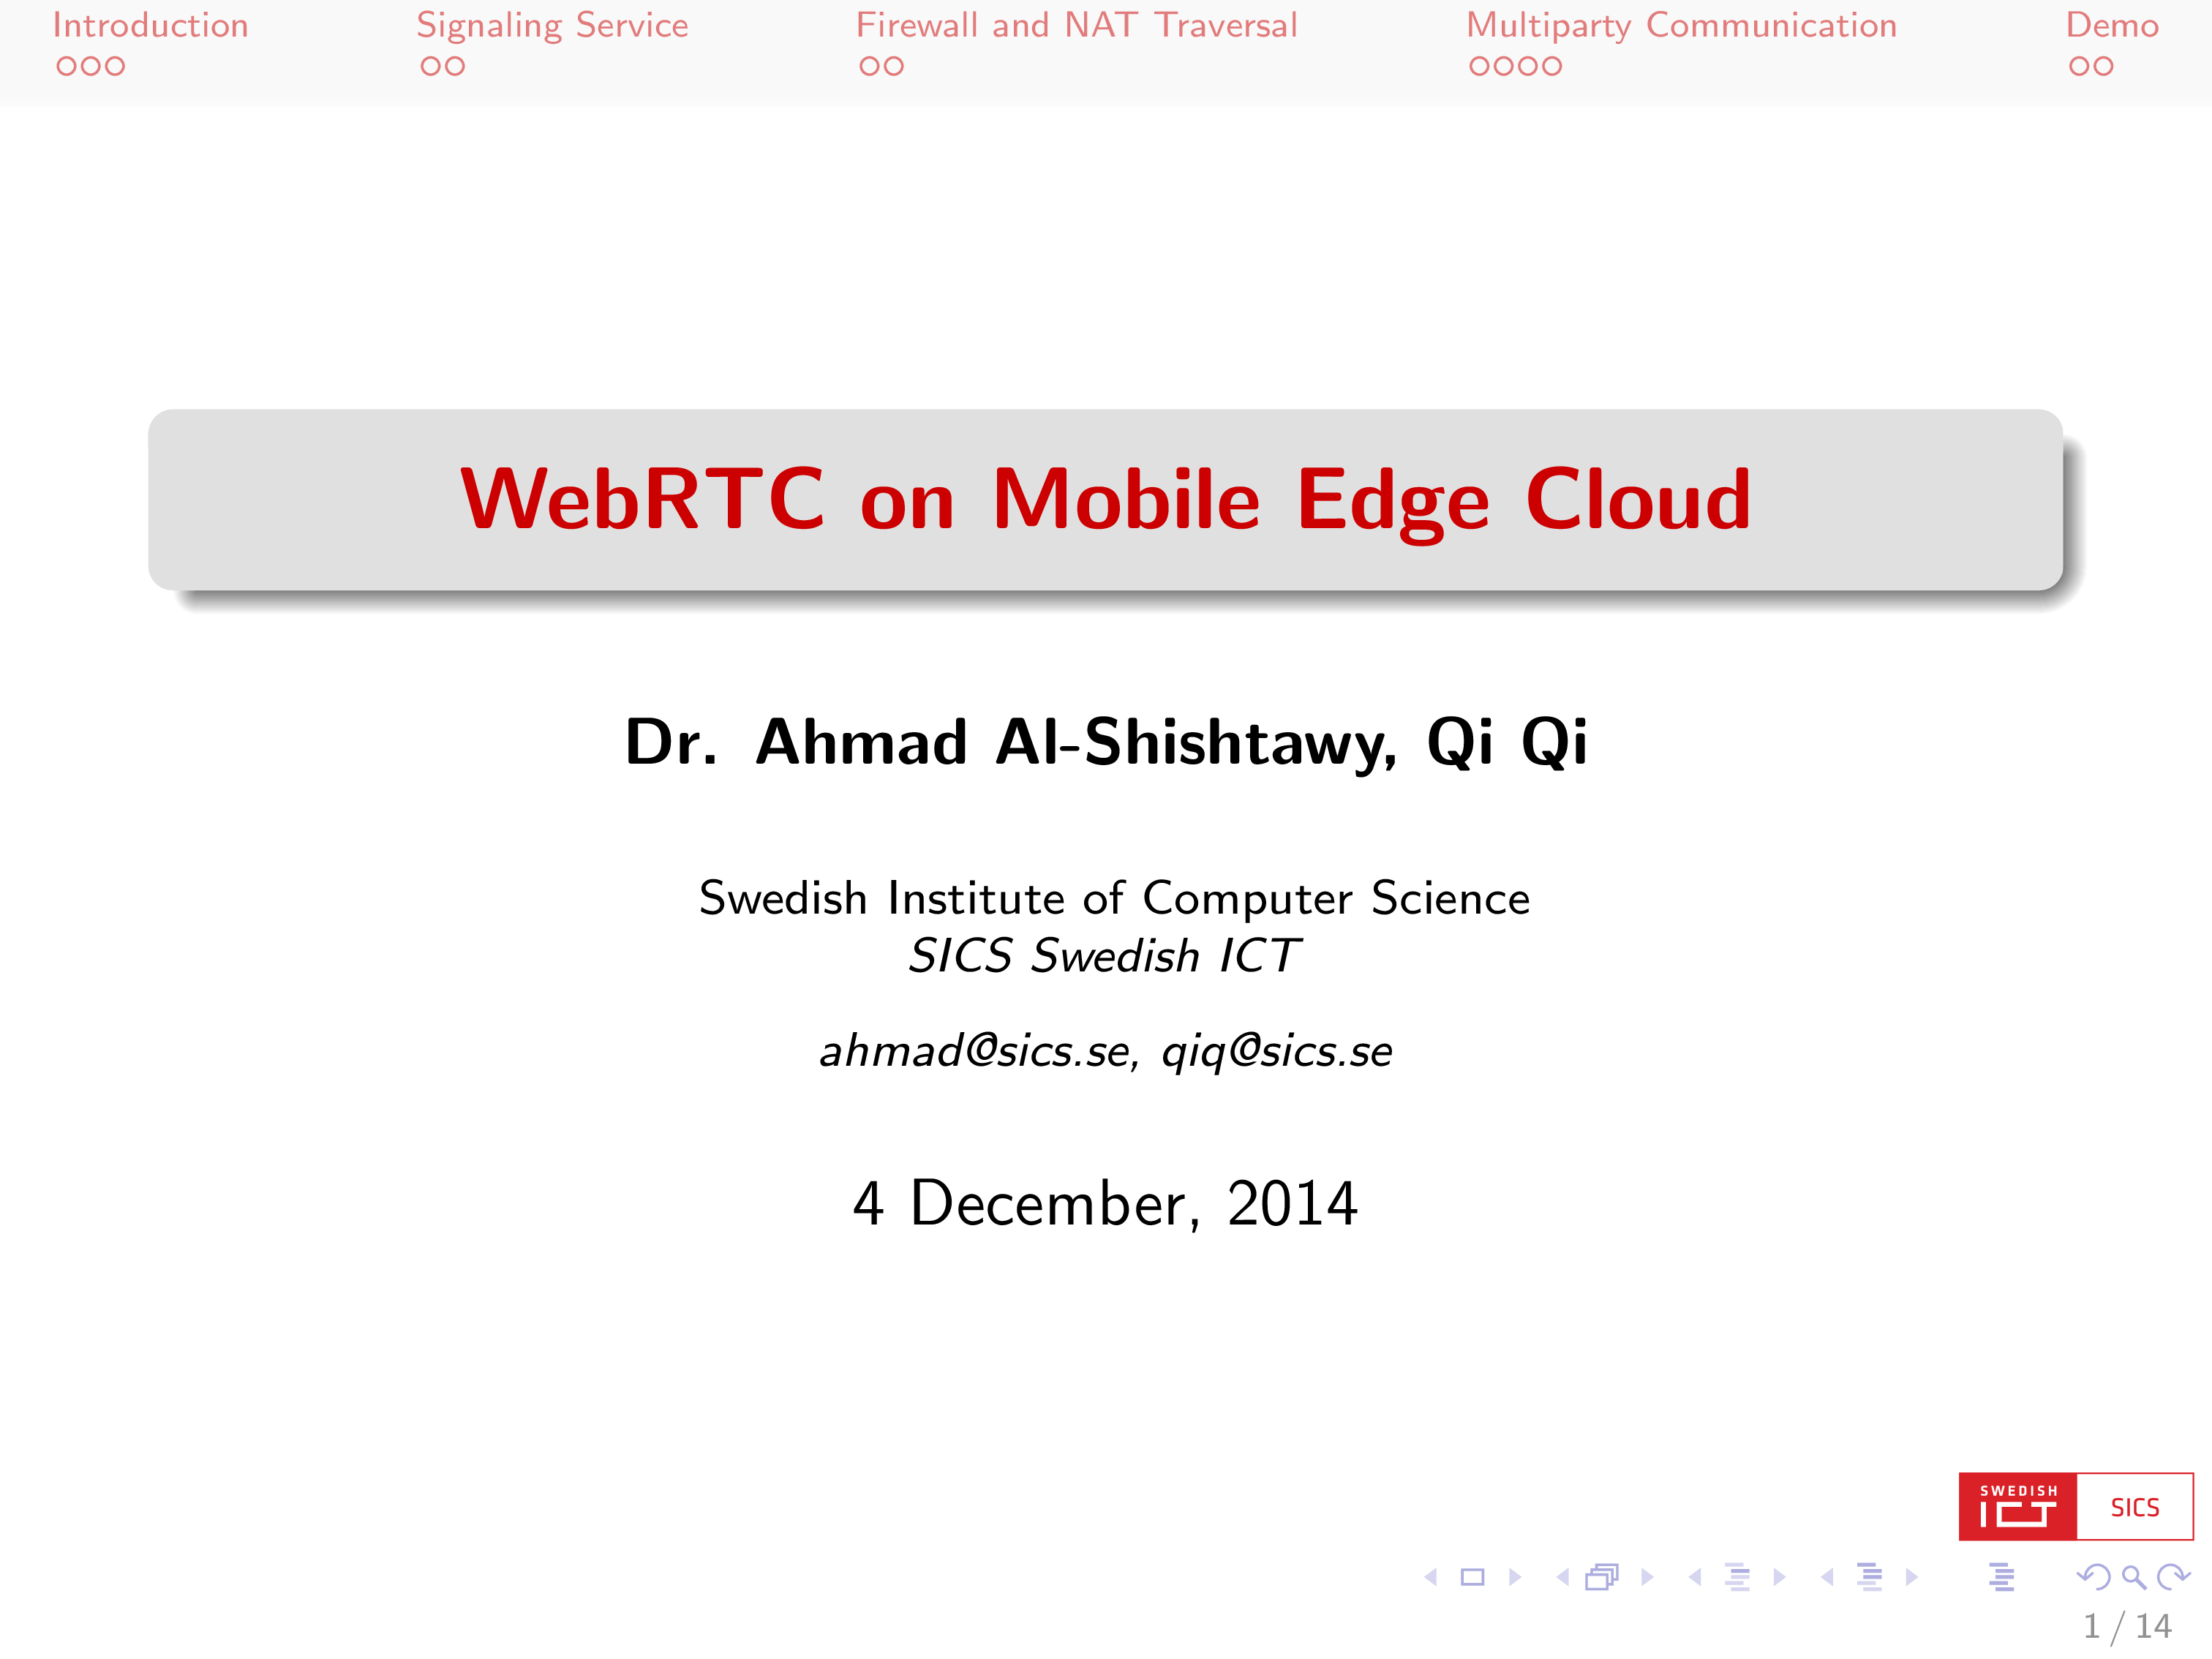 Introduction
Signaling Service
Firewall and NAT Traversal
Multiparty Communication
Demo
WebRTC on Mobile Edge Cloud
Dr. Ahmad Al-Shishtawy, Qi Qi
Swedish Institute of Computer Science
SICS Swedish ICT
ahmad@sics.se, qiq@sics.se
4 December, 2014
SWEDISH
ICT
SICS
1 / 14